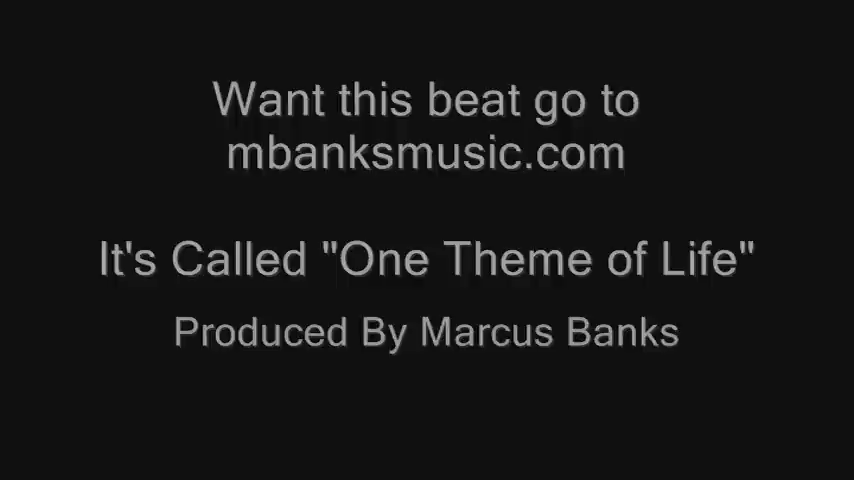 Want this beat go to
mbanksmusic.com
It's Called "One Theme of Life"
Produced By Marcus Banks